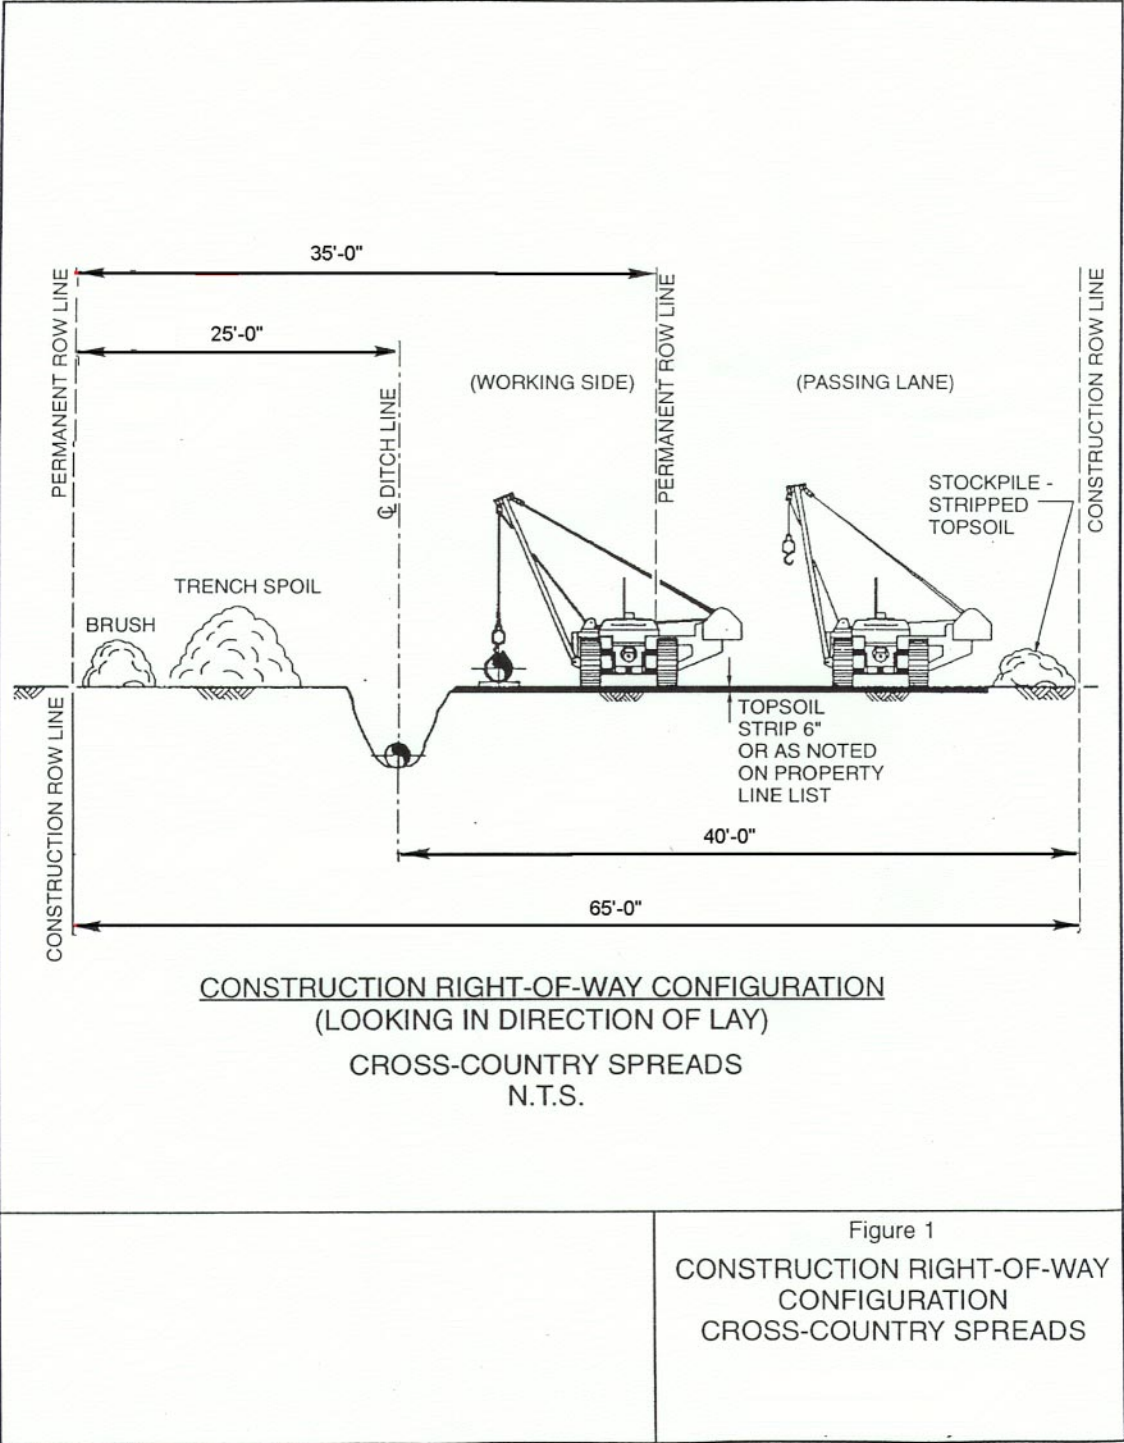 35'-0"
25'-0"
PERMANENT ROW LINE
℄ DITCH LINE
(WORKING SIDE)
PERMANENT ROW LINE
(PASSING LANE)
CONSTRUCTION ROW LINE
STOCKPILE -
STRIPPED
TOPSOIL
TRENCH SPOIL
BRUSH
CONSTRUCTION ROW LINE
TOPSOIL
STRIP 6"
OR AS NOTED
ON PROPERTY
LINE LIST
40'-0"
65'-0"
CONSTRUCTION RIGHT-OF-WAY CONFIGURATION
(LOOKING IN DIRECTION OF LAY)
CROSS-COUNTRY SPREADS
N.T.S.
Figure 1
CONSTRUCTION RIGHT-OF-WAY
CONFIGURATION
CROSS-COUNTRY SPREADS